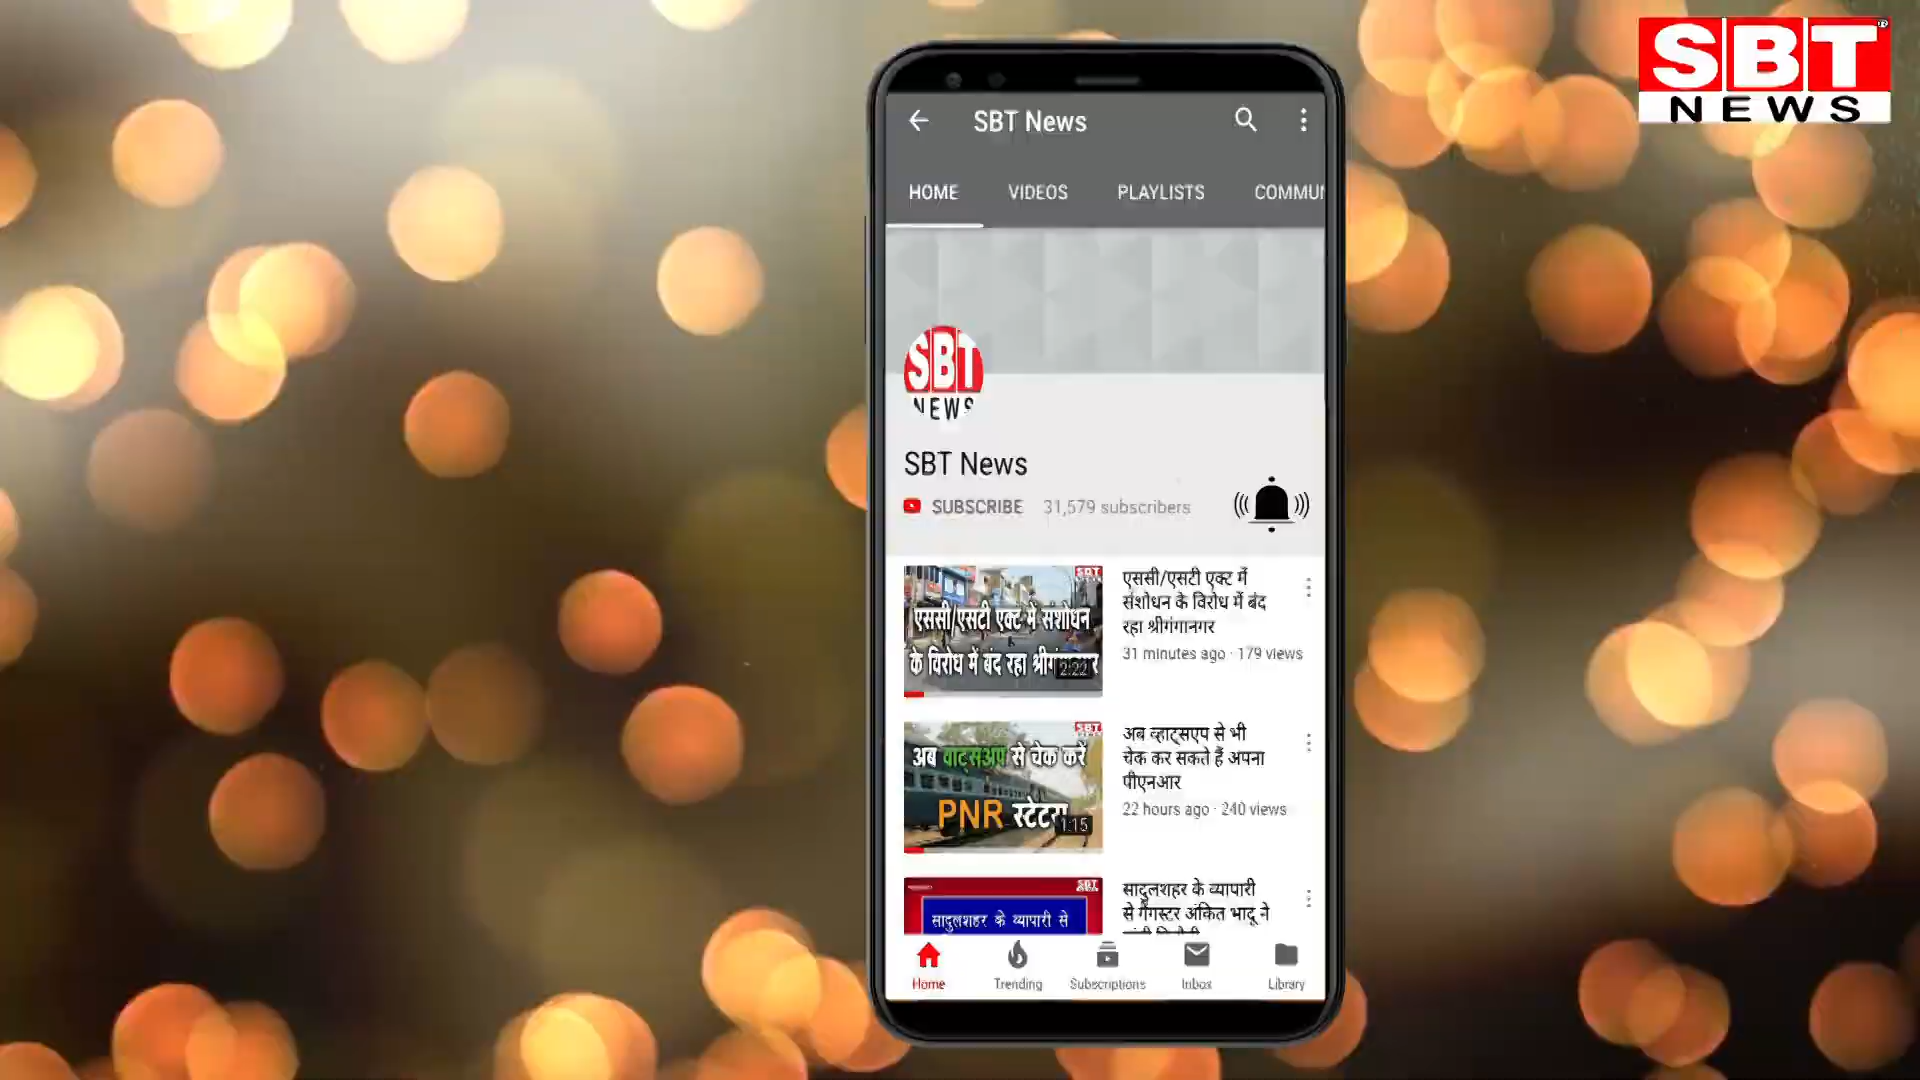 SBT
NEWS
SBT News
HOME VIDEOS PLAYLISTS COMMUN
SBT
NEWS
SBT News
SUBSCRIBE 31,579 subscribers
एससी/एसटी एक्ट में संशोधन
के विरोध में बंद रहा
2:22
एससी/एसटी एक्ट में
संशोधन के विरोध में बंद
रहा श्रीगंगानगर
31 minutes ago · 179 views
SBT
अब वाट्सअप से चेक करें
PNR स्टेटस
1:15
अब व्हाट्सएप से भी
चेक कर सकते हैं अपना
पीएनआर
22 hours ago · 240 views
SBT
सादुलशहर के व्यापारी से
सादुलशहर के व्यापारी
से गैंगस्टर अंकित भादू ने
Home Trending Subscriptions Inbox Library